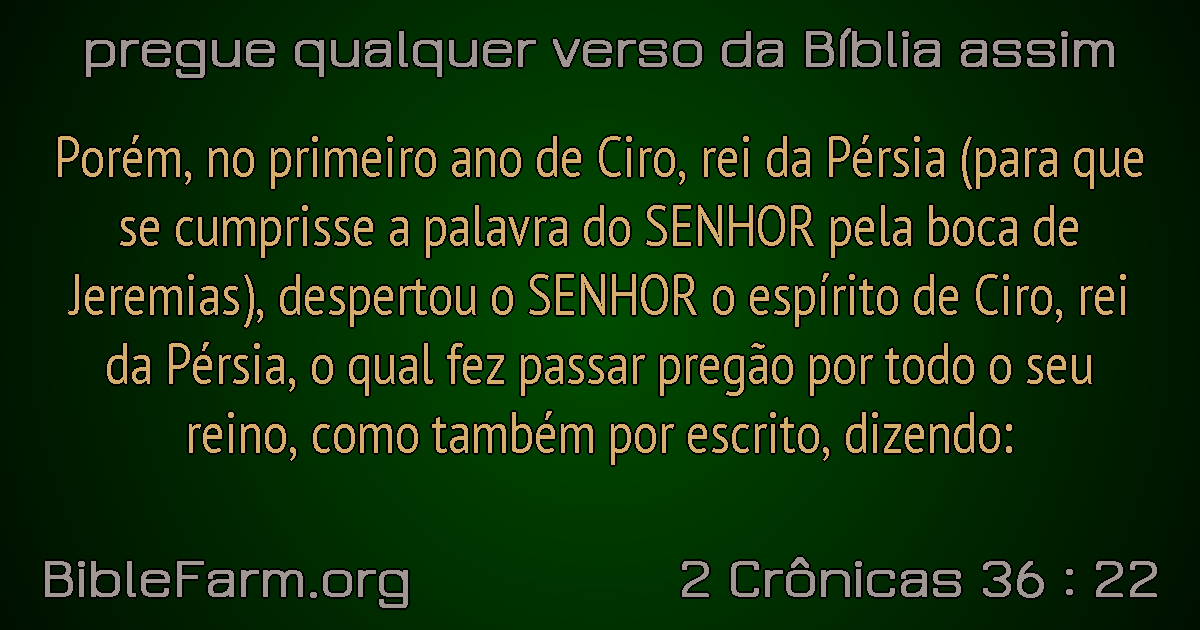 pregue qualquer verso da Bíblia assim
Porém, no primeiro ano de Ciro, rei da Pérsia (para que
se cumprisse a palavra do SENHOR pela boca de
Jeremias), despertou o SENHOR o espírito de Ciro, rei
da Pérsia, o qual fez passar pregão por todo o seu
reino, como também por escrito, dizendo:
BibleFarm.org
2 Crônicas 36 : 22